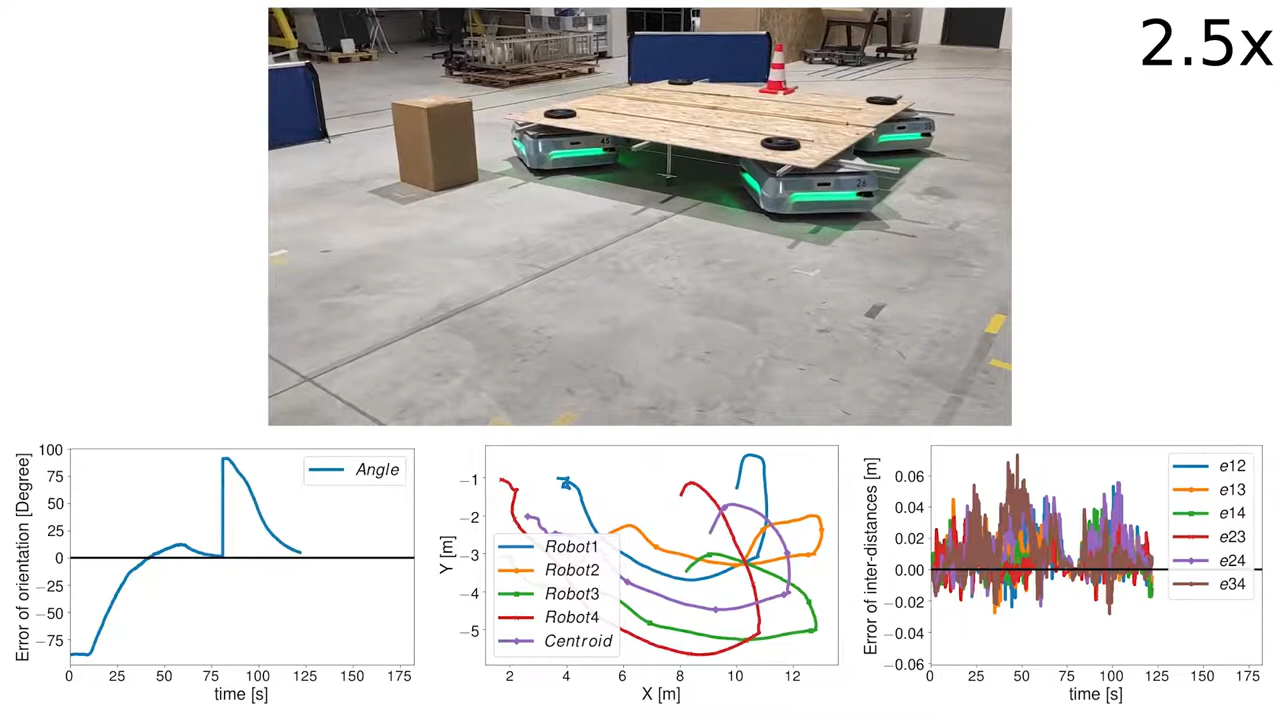 2.5x
45
15
26
Error of orientation [Degree]
100
75
50
25
0
−25
−50
−75
0 25 50 75 100 125 150 175
time [s]
Angle
Y [m]
−1
−2
−3
−4
−5
2 4 6 8 10 12
X [m]
Robot1
Robot2
Robot3
Robot4
Centroid
Error of inter-distances [m]
0.06
0.04
0.02
0.00
−0.02
−0.04
−0.06
0 25 50 75 100 125 150 175
time [s]
e12
e13
e14
e23
e24
e34